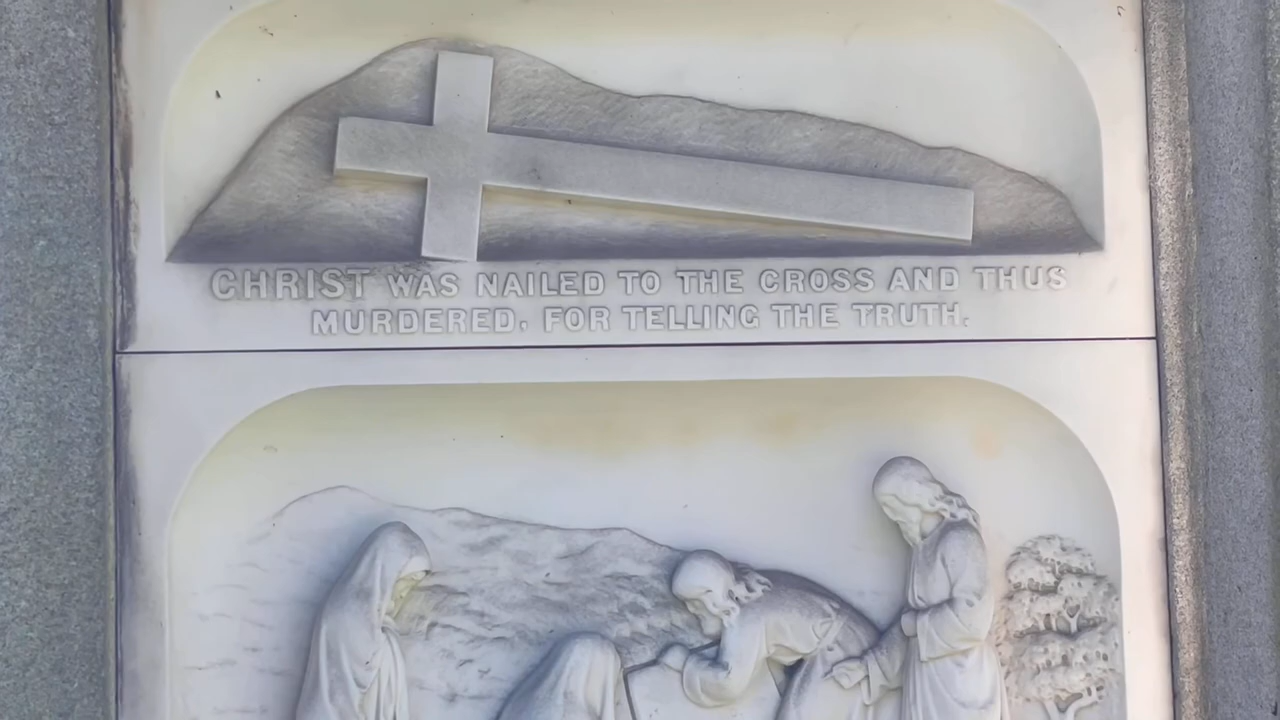 CHRIST WAS NAILED TO THE CROSS AND THUS
MURDERED. FOR TELLING THE TRUTH.